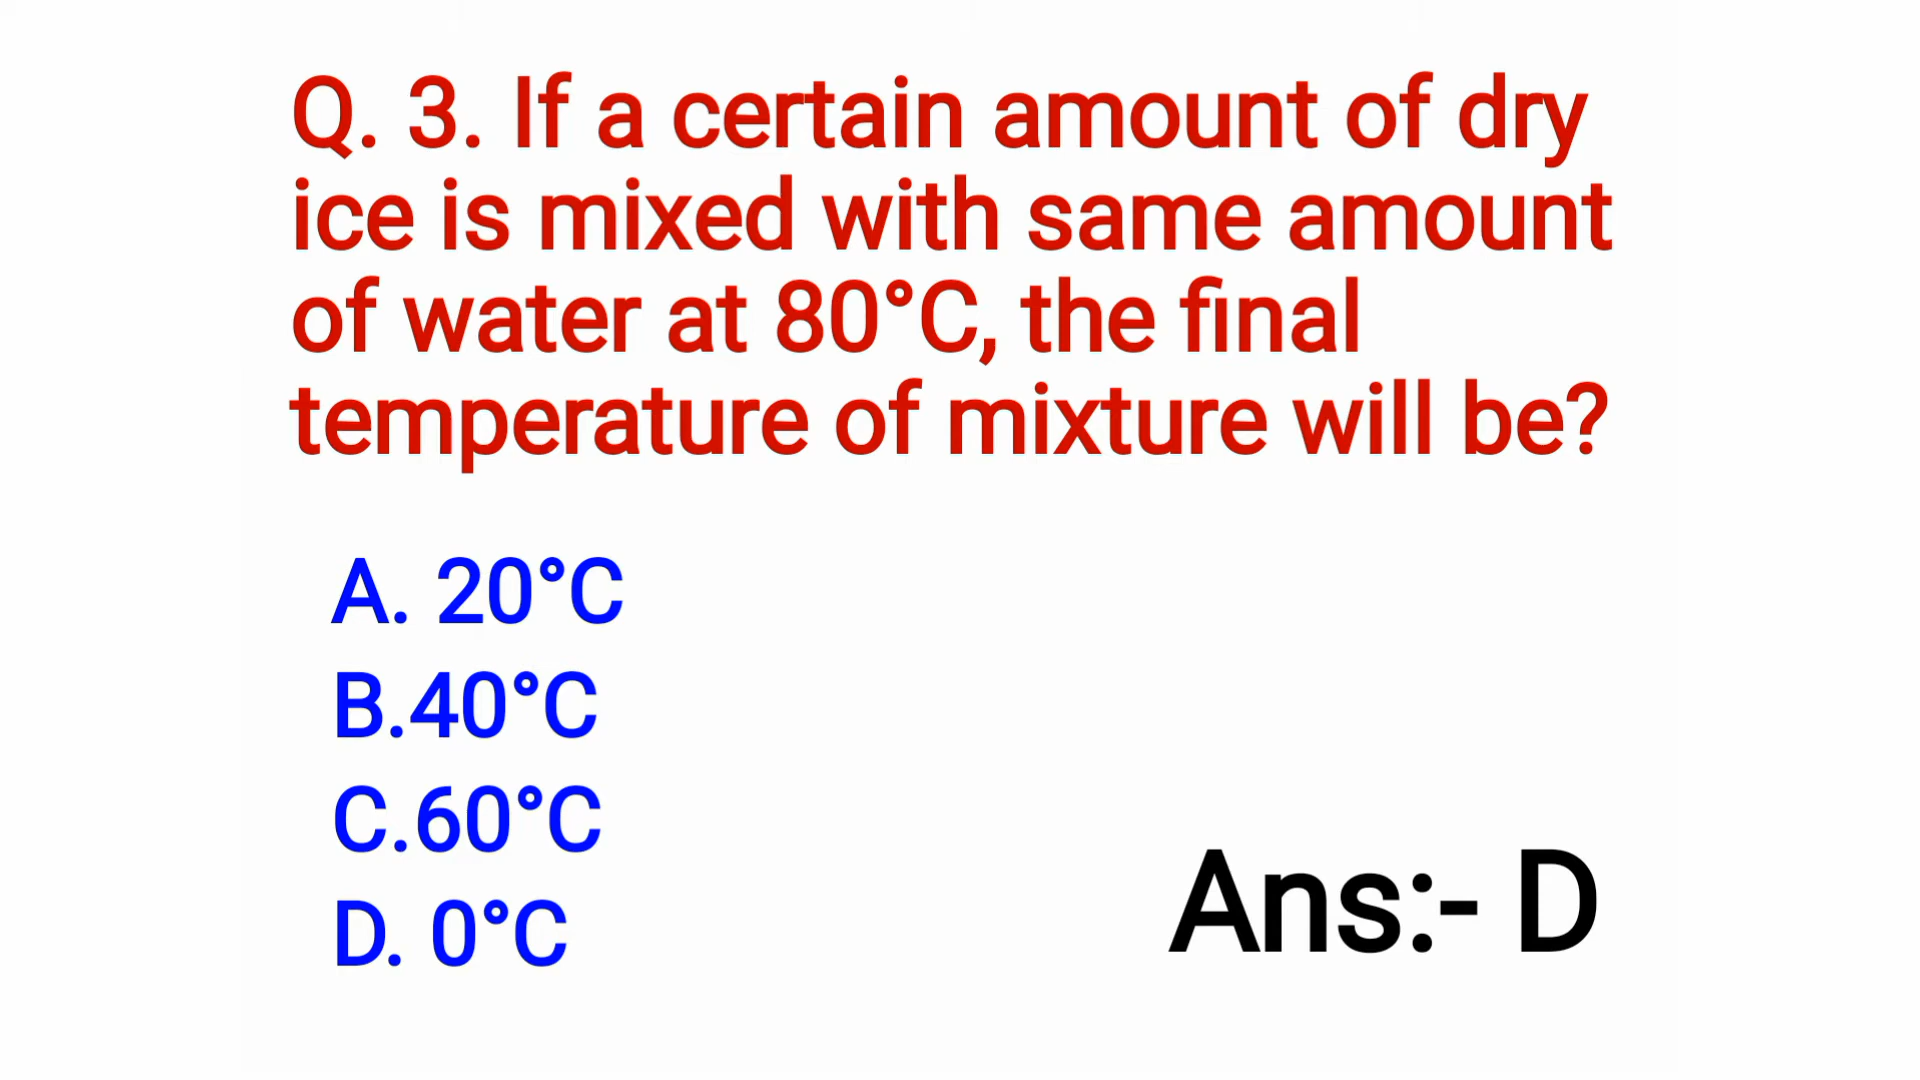 Q. 3. If a certain amount of dry
ice is mixed with same amount
of water at 80°C, the final
temperature of mixture will be?
A. 20°C
B.40°C
C.60°C
D. 0°C
Ans:- D